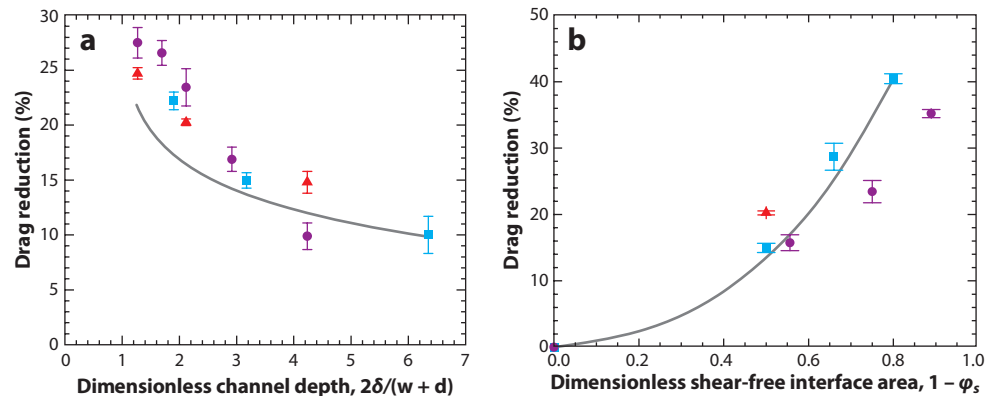 a
30
25
20
15
10
5
0
0 1 2 3 4 5 6 7
Drag reduction (%)
Dimensionless channel depth, 2δ/(w + d)
b
50
40
30
20
10
0
0.0 0.2 0.4 0.6 0.8 1.0
Drag reduction (%)
Dimensionless shear-free interface area, 1 – φs